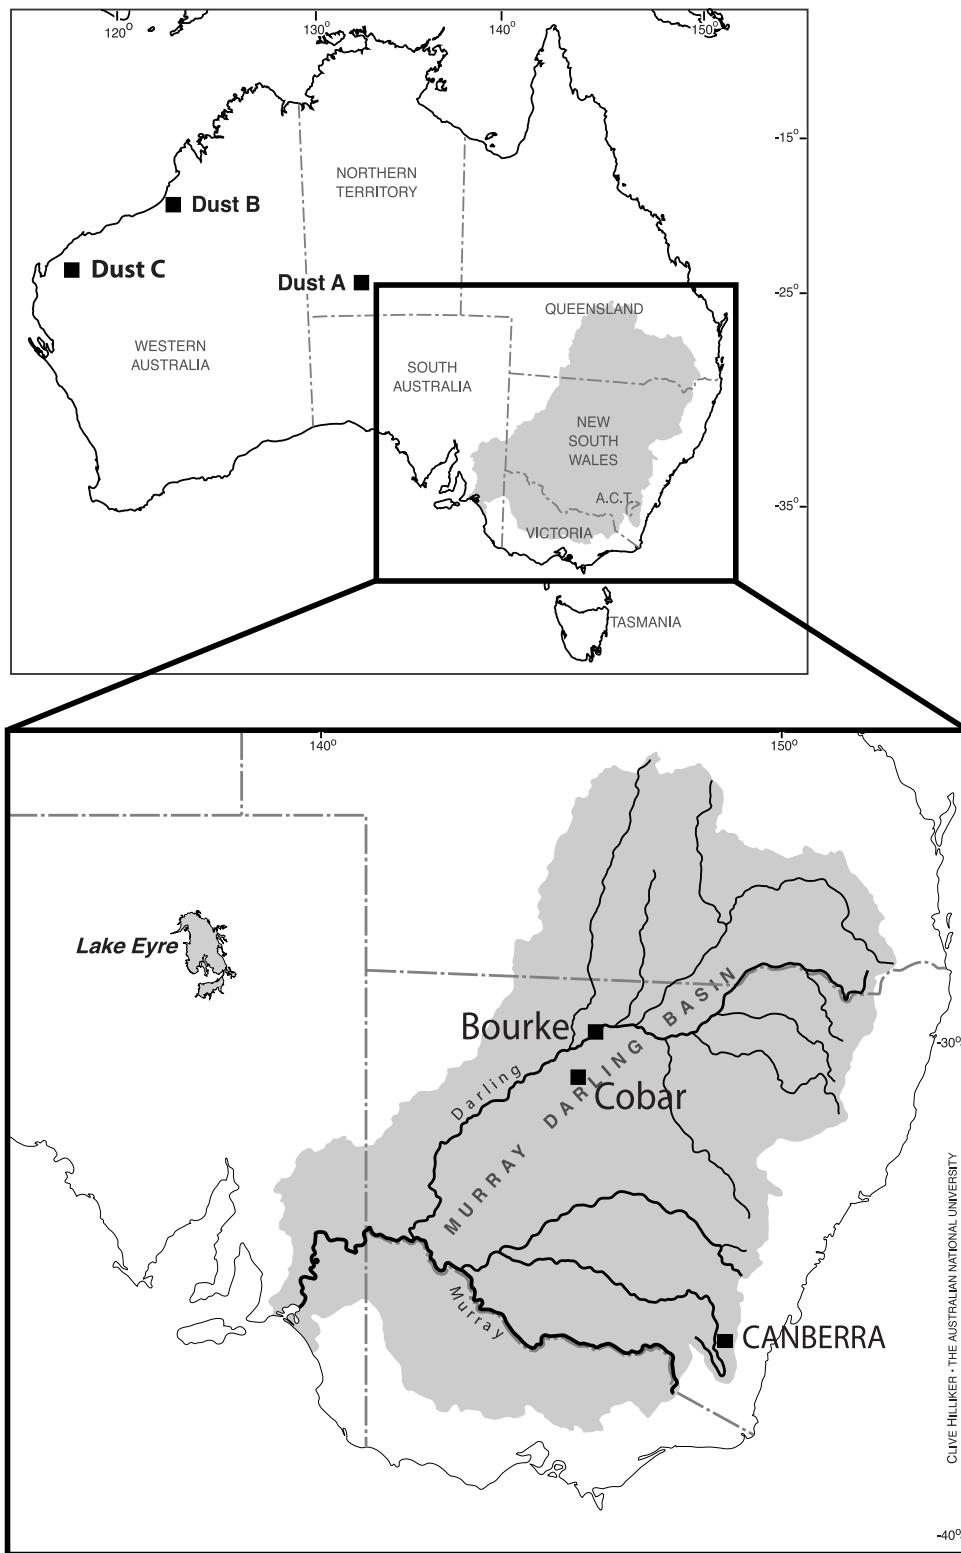 120°
130°
140°
150°
-15°
NORTHERN
TERRITORY
Dust B
Dust C
Dust A
-25°
QUEENSLAND
WESTERN
AUSTRALIA
SOUTH
AUSTRALIA
NEW
SOUTH
WALES
A.C.T.
-35°
VICTORIA
TASMANIA
140°
150°
Lake Eyre
Bourke
-30°
Darling
Cobar
MURRAY DARLING BASIN
Murray
CANBERRA
CLIVE HILLIKER • THE AUSTRALIAN NATIONAL UNIVERSITY
-40°